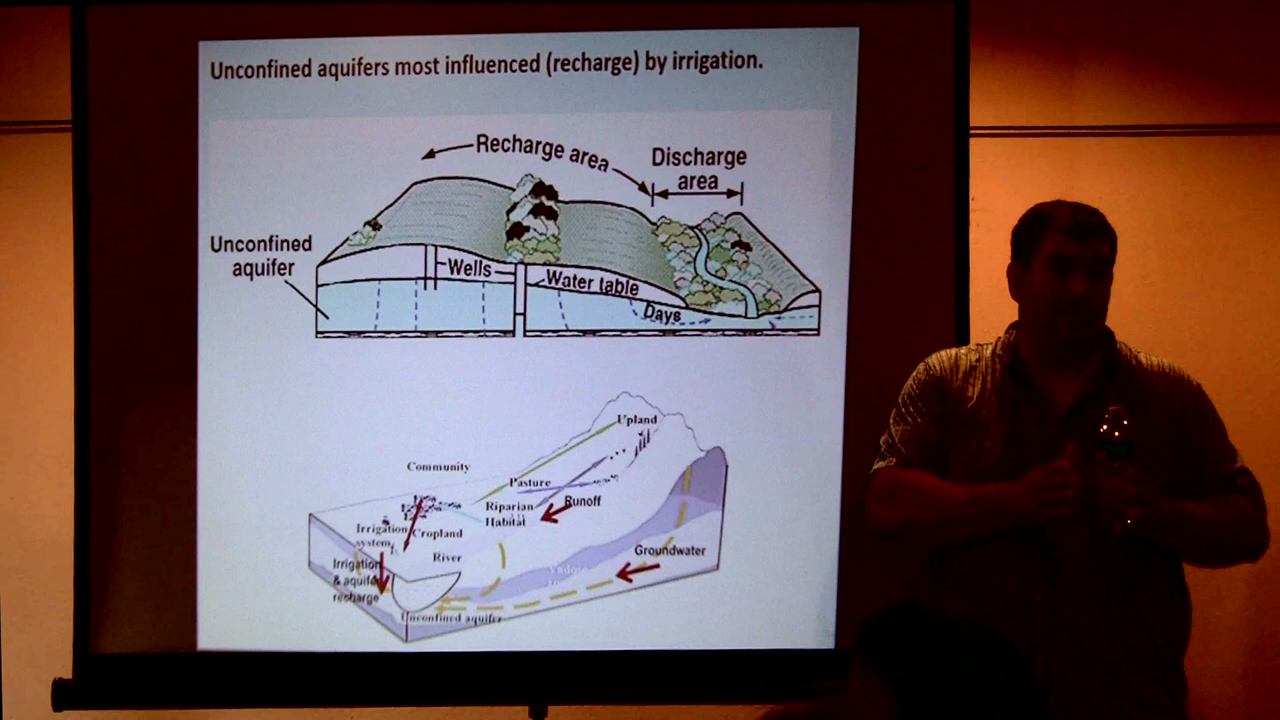 Unconfined aquifers most influenced (recharge) by irrigation.
Recharge area
Discharge
area
Unconfined
aquifer
Wells
Water table
Days
Upland
Community
Pasture
Runoff
Riparian
Habitat
Irrigation
system
Cropland
River
Groundwater
Irrigation
& aquifer
recharge
Unconfined aquifer